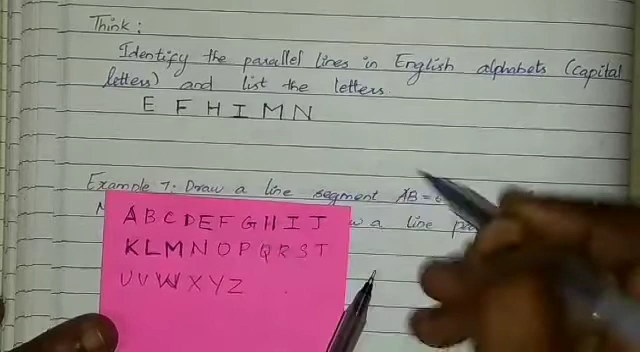 Think :
Identify the parallel lines in English alphabets (capital
letters) and list the letters.
E F H I M N
Example 7: Draw a line segment AB =
w a line
A B C D E F G H I J
K L M N O P Q R S T
U V W X Y Z